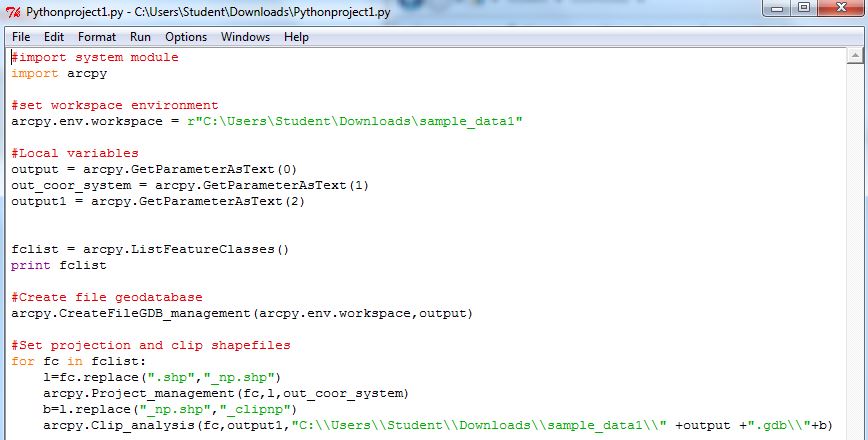 Pythonproject1.py - C:\Users\Student\Downloads\Pythonproject1.py
File Edit Format Run Options Windows Help
#import system module
import arcpy
#set workspace environment
arcpy.env.workspace = r"C:\Users\Student\Downloads\sample_data1"
#Local variables
output = arcpy.GetParameterAsText(0)
out_coor_system = arcpy.GetParameterAsText(1)
output1 = arcpy.GetParameterAsText(2)
fclist = arcpy.ListFeatureClasses()
print fclist
#Create file geodatabase
arcpy.CreateFileGDB_management(arcpy.env.workspace,output)
#Set projection and clip shapefiles
for fc in fclist:
    l=fc.replace(".shp","_np.shp")
    arcpy.Project_management(fc,l,out_coor_system)
    b=l.replace("_np.shp","_clipnp")
    arcpy.Clip_analysis(fc,output1,"C:\\Users\\Student\\Downloads\\sample_data1\\" +output +".gdb\\"+b)